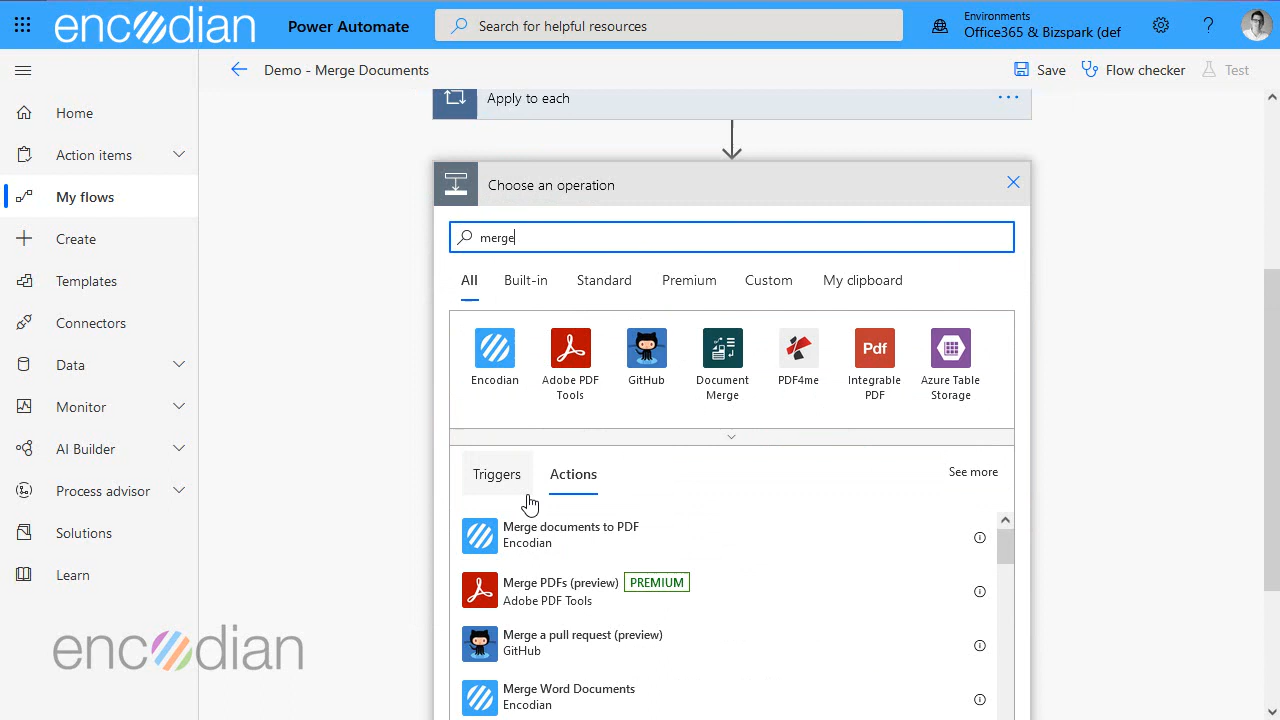 encodian
Power Automate
Search for helpful resources
Environments
Office365 & Bizspark (def
?
Demo - Merge Documents
Save
Flow checker
Test
Home
Action items
My flows
Create
Templates
Connectors
Data
Monitor
AI Builder
Process advisor
Solutions
Learn
encodian
Apply to each
Choose an operation
merge
All
Built-in
Standard
Premium
Custom
My clipboard
Encodian
Adobe PDF
Tools
GitHub
Document
Merge
PDF4me
Pdf
Integrable
PDF
Azure Table
Storage
Triggers
Actions
See more
Merge documents to PDF
Encodian
Merge PDFs (preview) PREMIUM
Adobe PDF Tools
Merge a pull request (preview)
GitHub
Merge Word Documents
Encodian